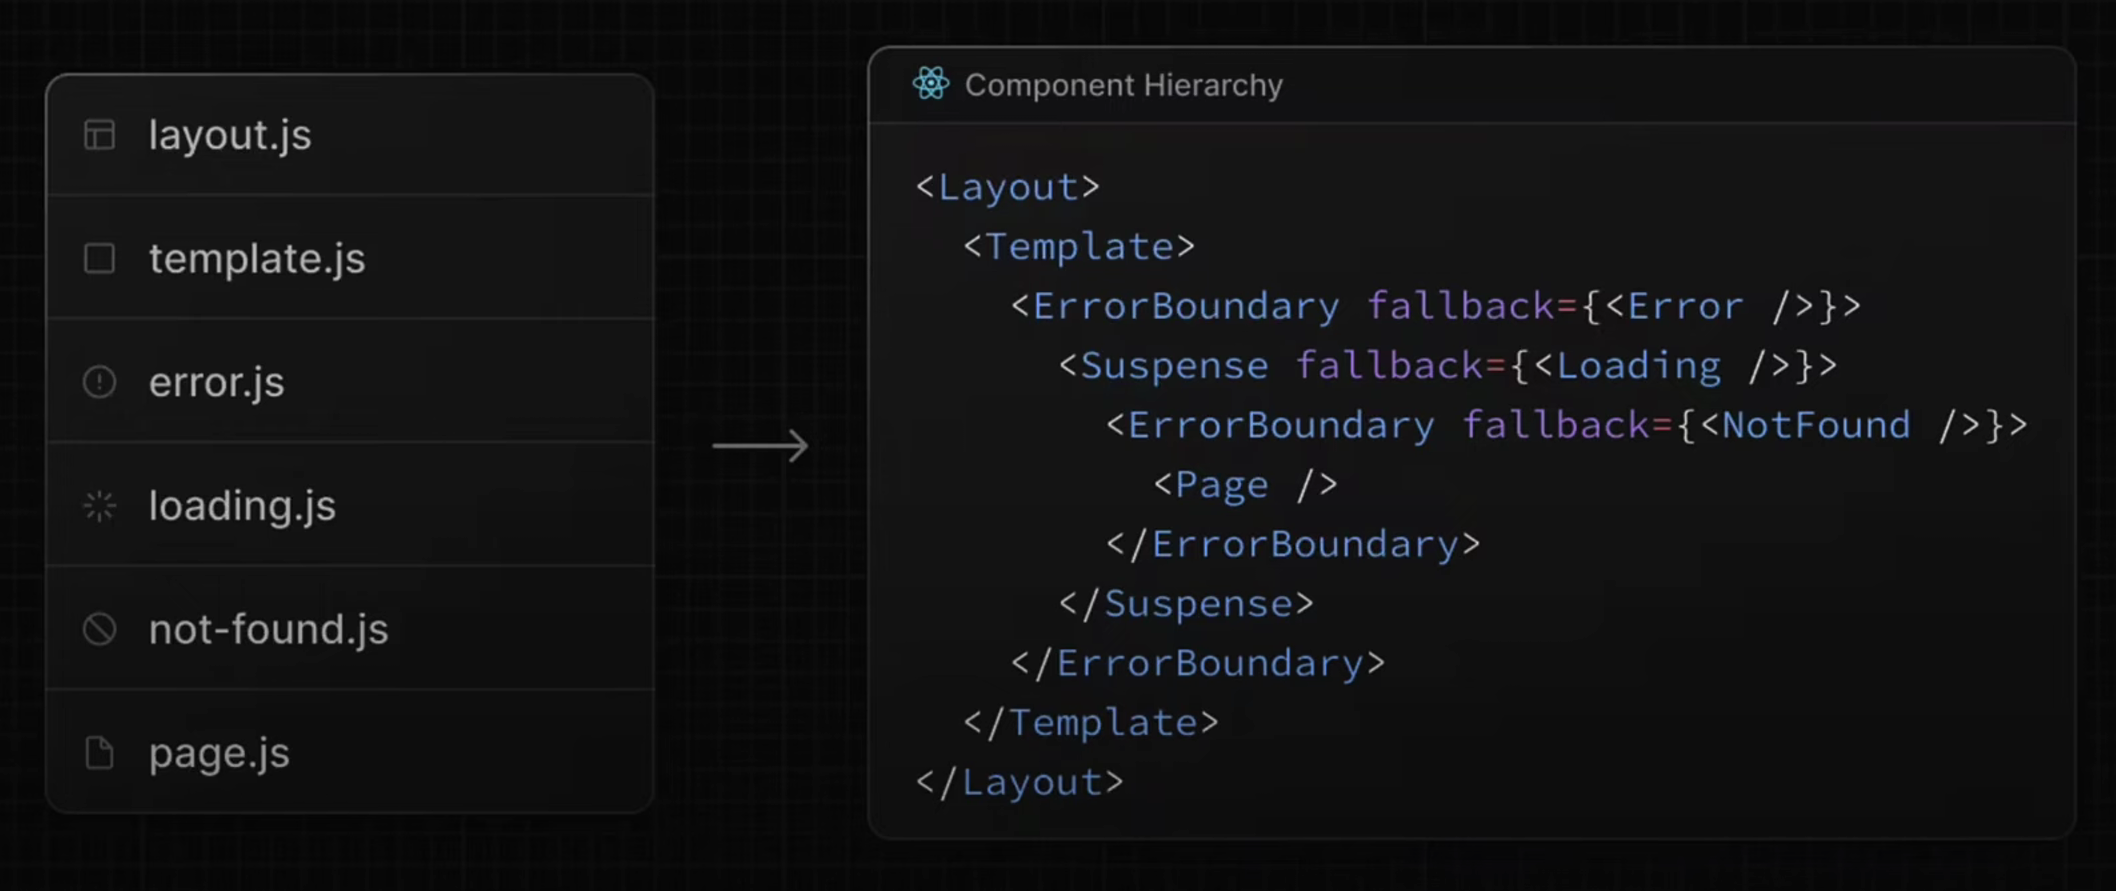 layout.js
template.js
error.js
loading.js
not-found.js
page.js
Component Hierarchy
<Layout>
<Template>
<ErrorBoundary fallback={<Error />}>
<Suspense fallback={<Loading />}>
<ErrorBoundary fallback={<NotFound />}>
<Page />
</ErrorBoundary>
</Suspense>
</ErrorBoundary>
</Template>
</Layout>